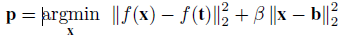 p = argmin ‖f(x) − f(t)‖₂² + β ‖x − b‖₂²
x